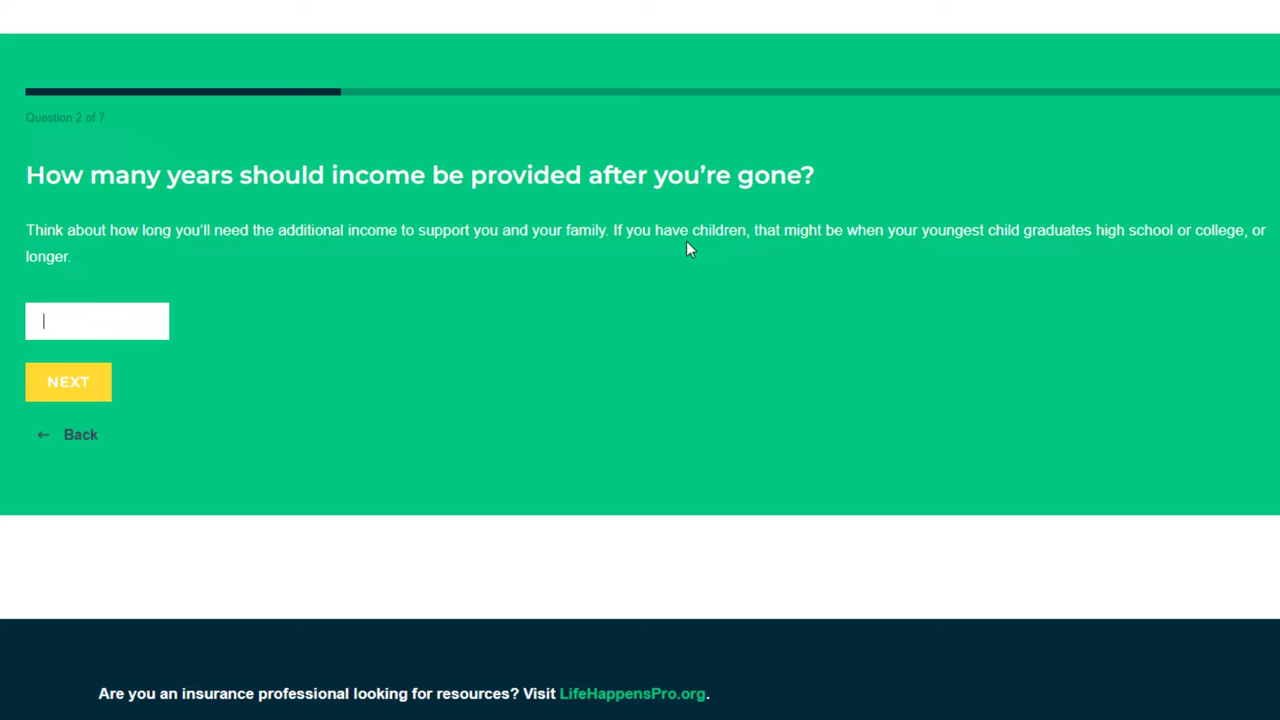 Question 2 of 7
How many years should income be provided after you’re gone?
Think about how long you’ll need the additional income to support you and your family. If you have children, that might be when your youngest child graduates high school or college, or
longer.
NEXT
← Back
Are you an insurance professional looking for resources? Visit LifeHappensPro.org.